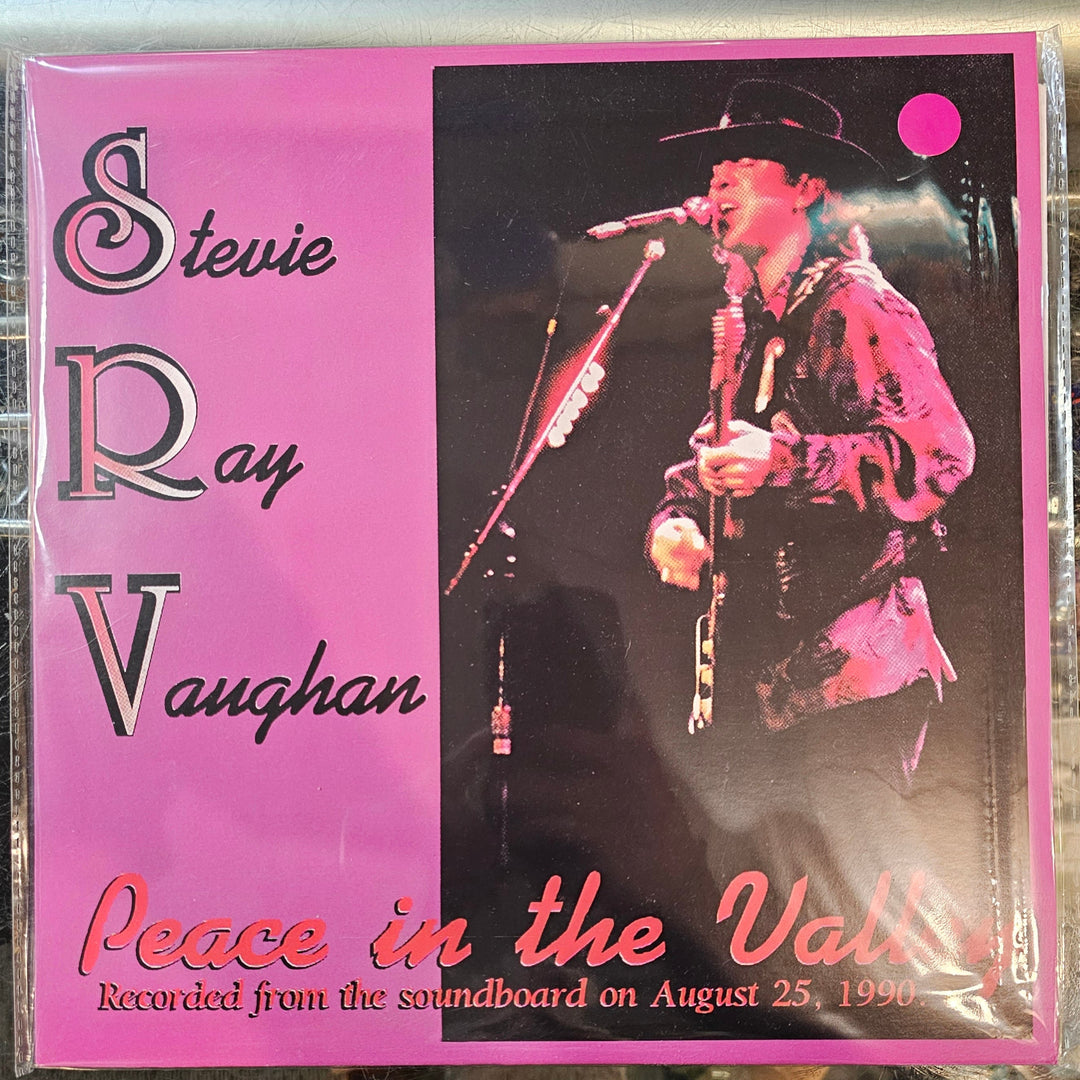 Stevie
Ray
Vaughan
Peace in the
Recorded from the soundboard on August 25, 1990.